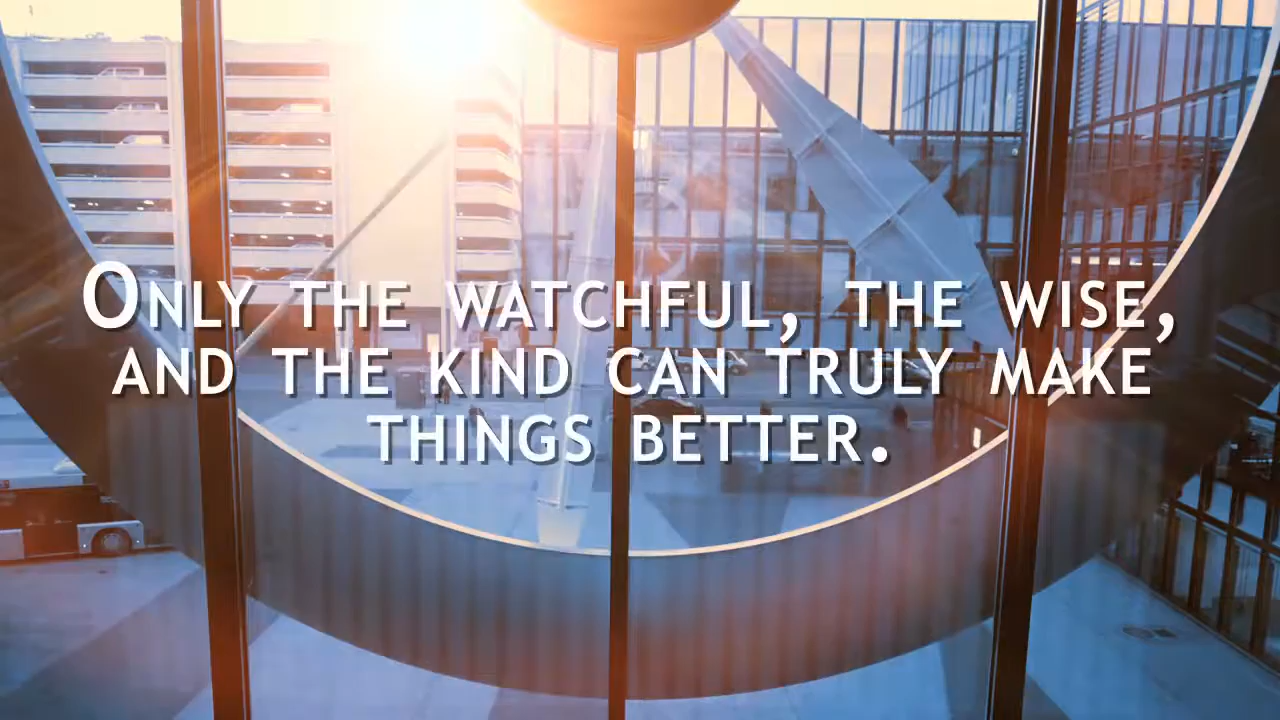 Only the watchful, the wise,
and the kind can truly make
things better.